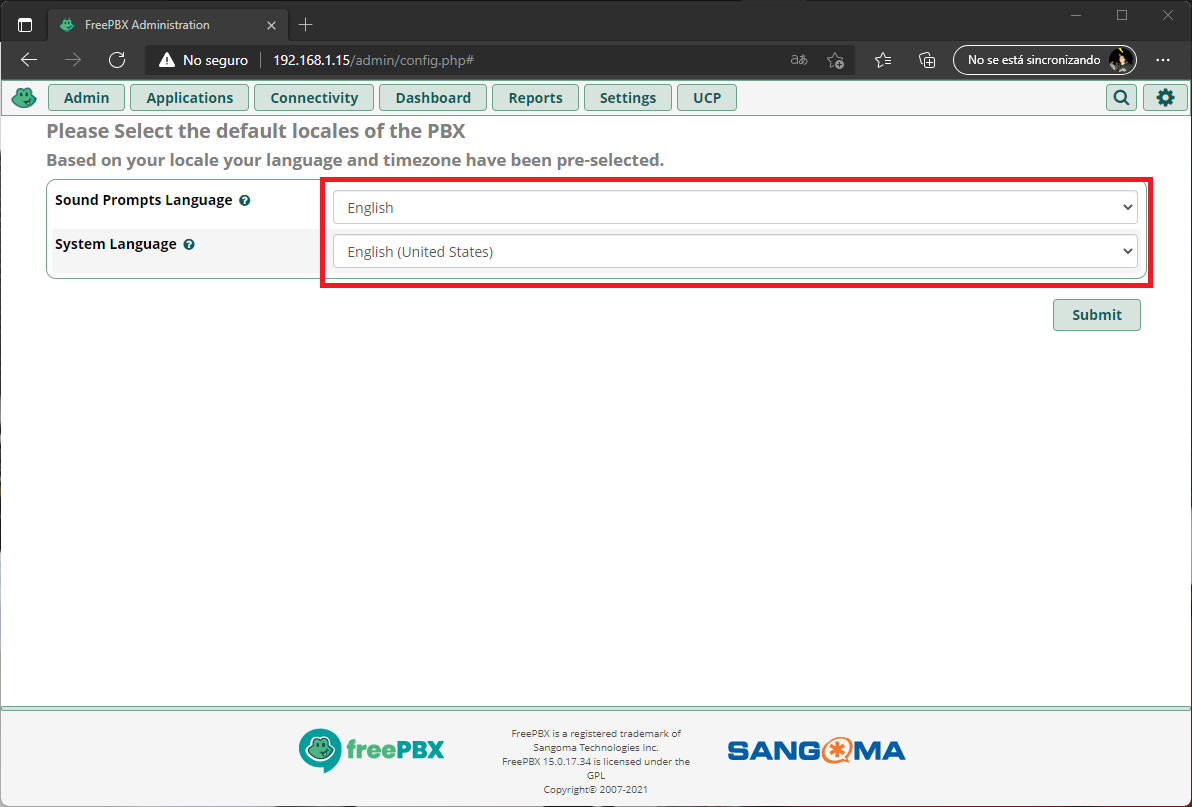 FreePBX Administration
No seguro
192.168.1.15/admin/config.php#
aあ
No se está sincronizando
Admin
Applications
Connectivity
Dashboard
Reports
Settings
UCP
Please Select the default locales of the PBX
Based on your locale your language and timezone have been pre-selected.
Sound Prompts Language
English
System Language
English (United States)
Submit
freePBX
FreePBX is a registered trademark of
Sangoma Technologies Inc.
FreePBX 15.0.17.34 is licensed under the
GPL
Copyright© 2007-2021
SANGOMA